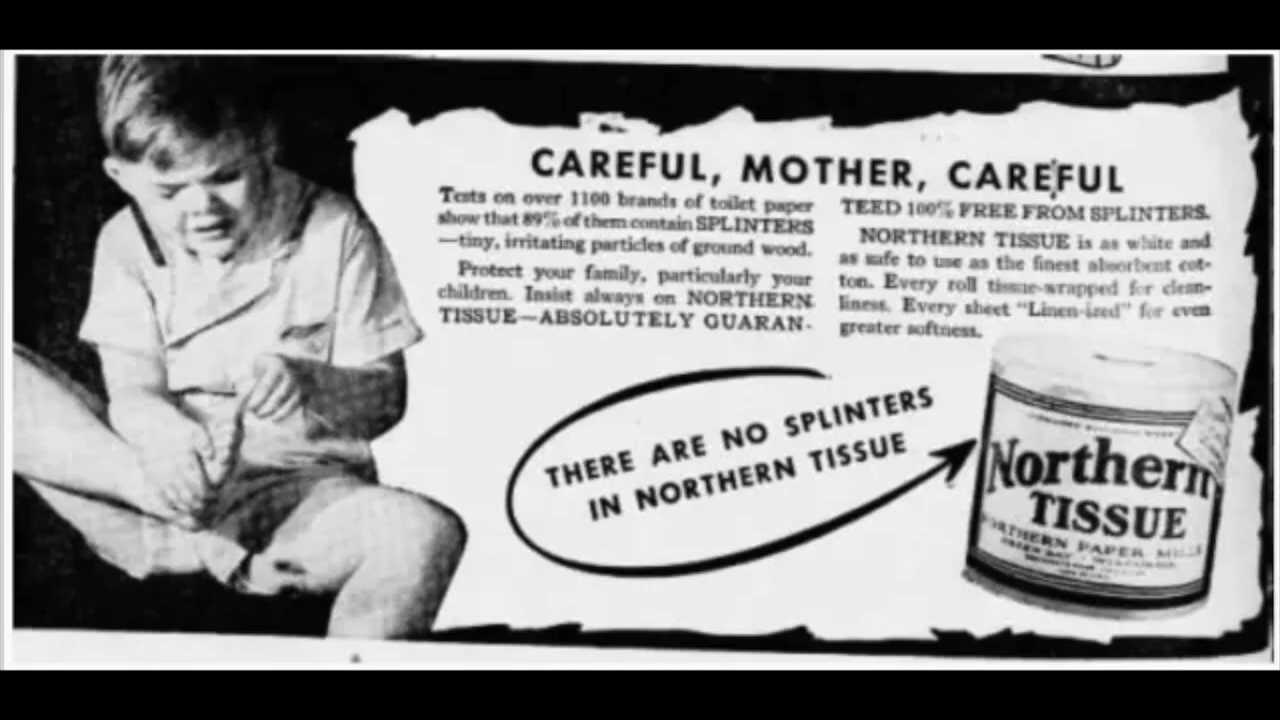 CAREFUL, MOTHER, CAREFUL
Tests on over 1100 brands of toilet paper
show that 89% of them contain SPLINTERS
—tiny, irritating particles of ground wood.
Protect your family, particularly your
children. Insist always on NORTHERN
TISSUE—ABSOLUTELY GUARAN-
TEED 100% FREE FROM SPLINTERS.
NORTHERN TISSUE is as white and
as safe to use as the finest absorbent cot-
ton. Every roll tissue-wrapped for clean-
liness. Every sheet "Linen-ized" for even
greater softness.
THERE ARE NO SPLINTERS
IN NORTHERN TISSUE
Northern
TISSUE
NORTHERN PAPER MILLS
GREEN BAY · WISCONSIN